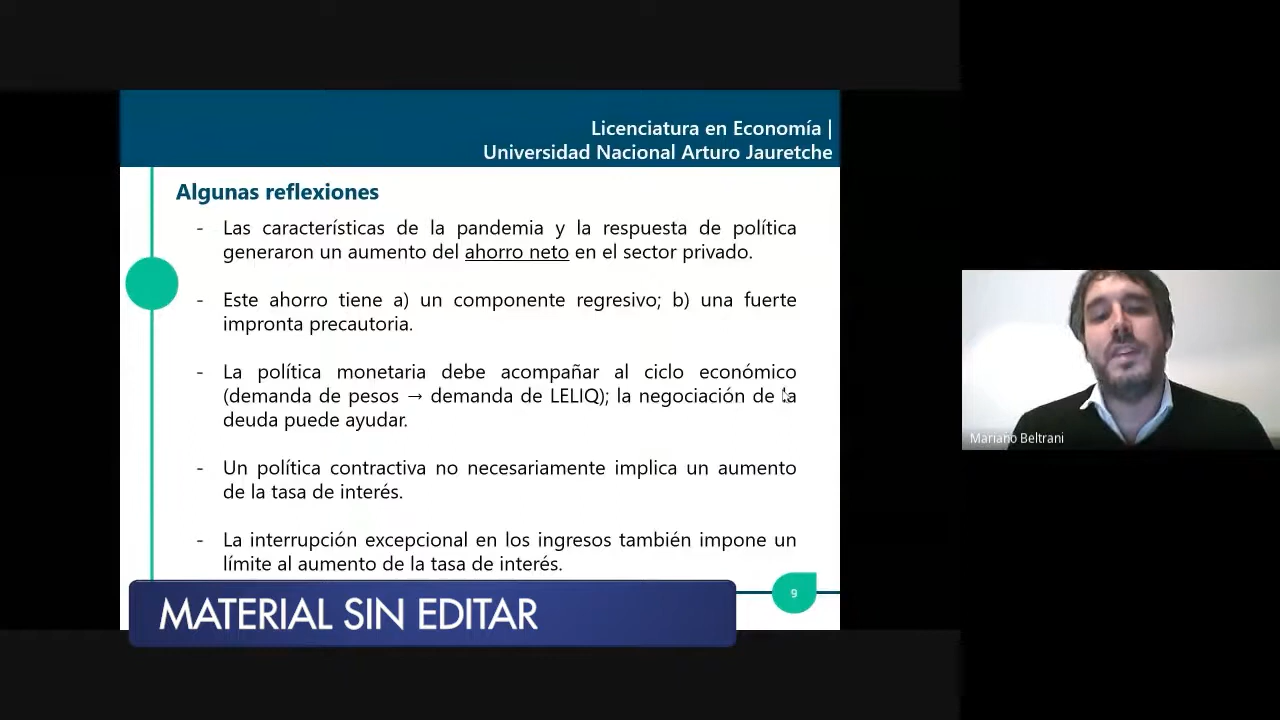 Licenciatura en Economía |
Universidad Nacional Arturo Jauretche
Algunas reflexiones
- Las características de la pandemia y la respuesta de política
generaron un aumento del ahorro neto en el sector privado.
- Este ahorro tiene a) un componente regresivo; b) una fuerte
impronta precautoria.
- La política monetaria debe acompañar al ciclo económico
(demanda de pesos → demanda de LELIQ); la negociación de la
deuda puede ayudar.
- Un política contractiva no necesariamente implica un aumento
de la tasa de interés.
- La interrupción excepcional en los ingresos también impone un
límite al aumento de la tasa de interés.
9
MATERIAL SIN EDITAR
Mariano Beltrani